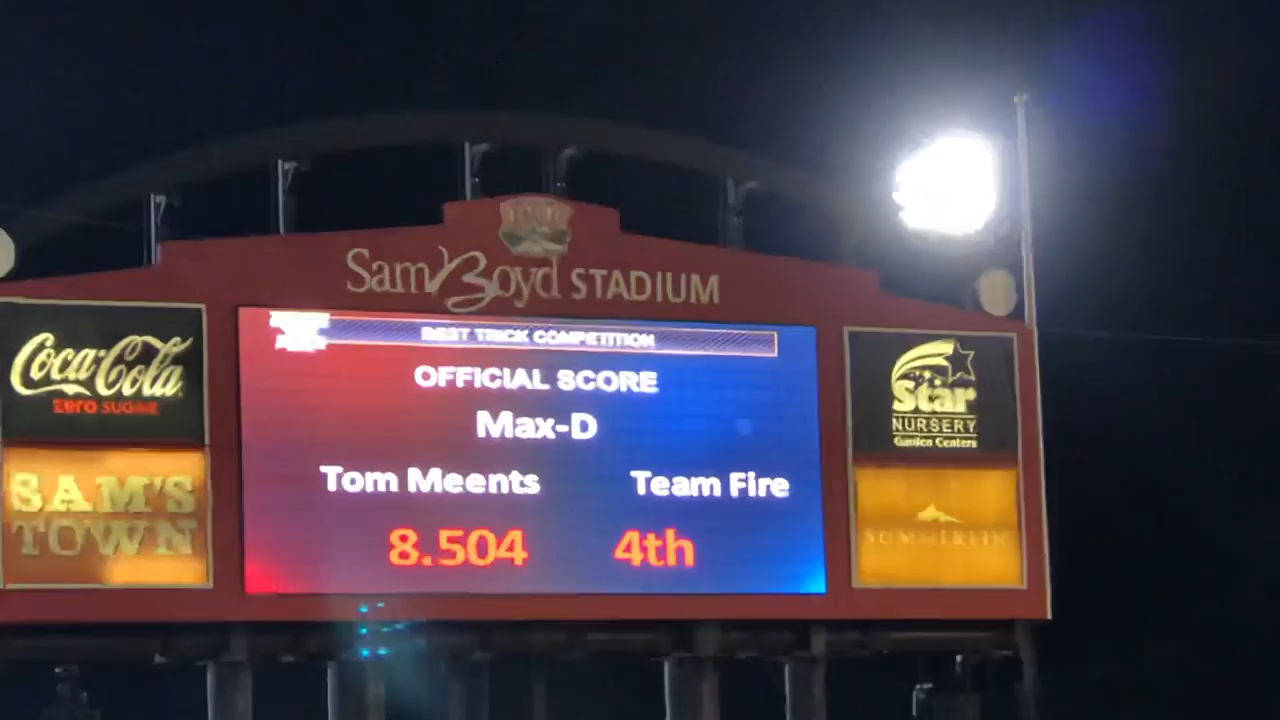 Sam Boyd STADIUM
Coca-Cola
zero SUGAR
SAM'S
TOWN
BEST TRICK COMPETITION
OFFICIAL SCORE
Max-D
Tom Meents Team Fire
8.504 4th
Star
NURSERY
Garden Centers
SUMMERLIN